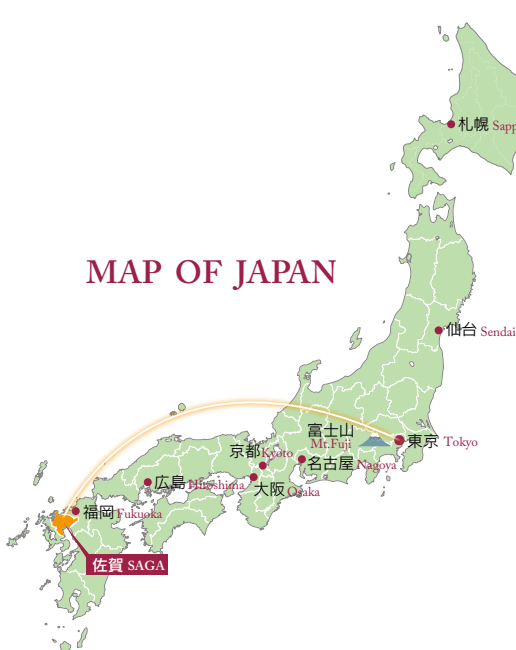 札幌 Sapp
MAP OF JAPAN
仙台 Sendai
富士山
Mt.Fuji
東京 Tokyo
京都 Kyoto
名古屋 Nagoya
広島 Hiroshima
大阪 Osaka
福岡 Fukuoka
佐賀 SAGA